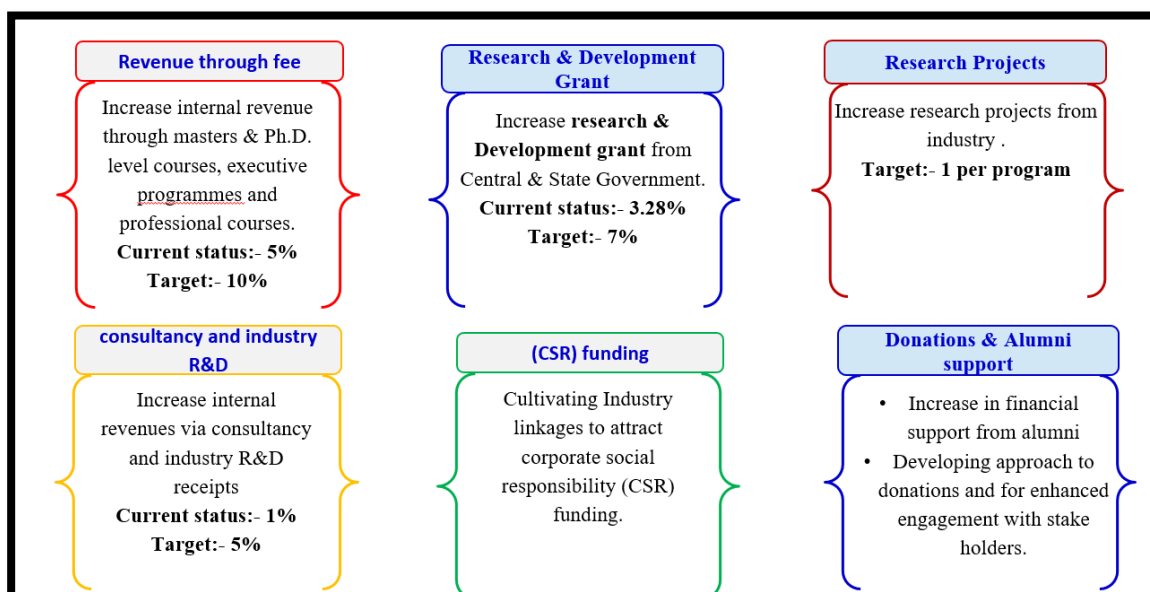 Revenue through fee
Increase internal revenue
through masters & Ph.D.
level courses, executive
programmes and
professional courses.
Current status:- 5%
Target:- 10%
Research & Development
Grant
Increase research &
Development grant from
Central & State Government.
Current status:- 3.28%
Target:- 7%
Research Projects
Increase research projects from
industry .
Target:- 1 per program
consultancy and industry
R&D
Increase internal
revenues via consultancy
and industry R&D
receipts
Current status:- 1%
Target:- 5%
(CSR) funding
Cultivating Industry
linkages to attract
corporate social
responsibility (CSR)
funding.
Donations & Alumni
support
• Increase in financial
support from alumni
• Developing approach to
donations and for enhanced
engagement with stake
holders.